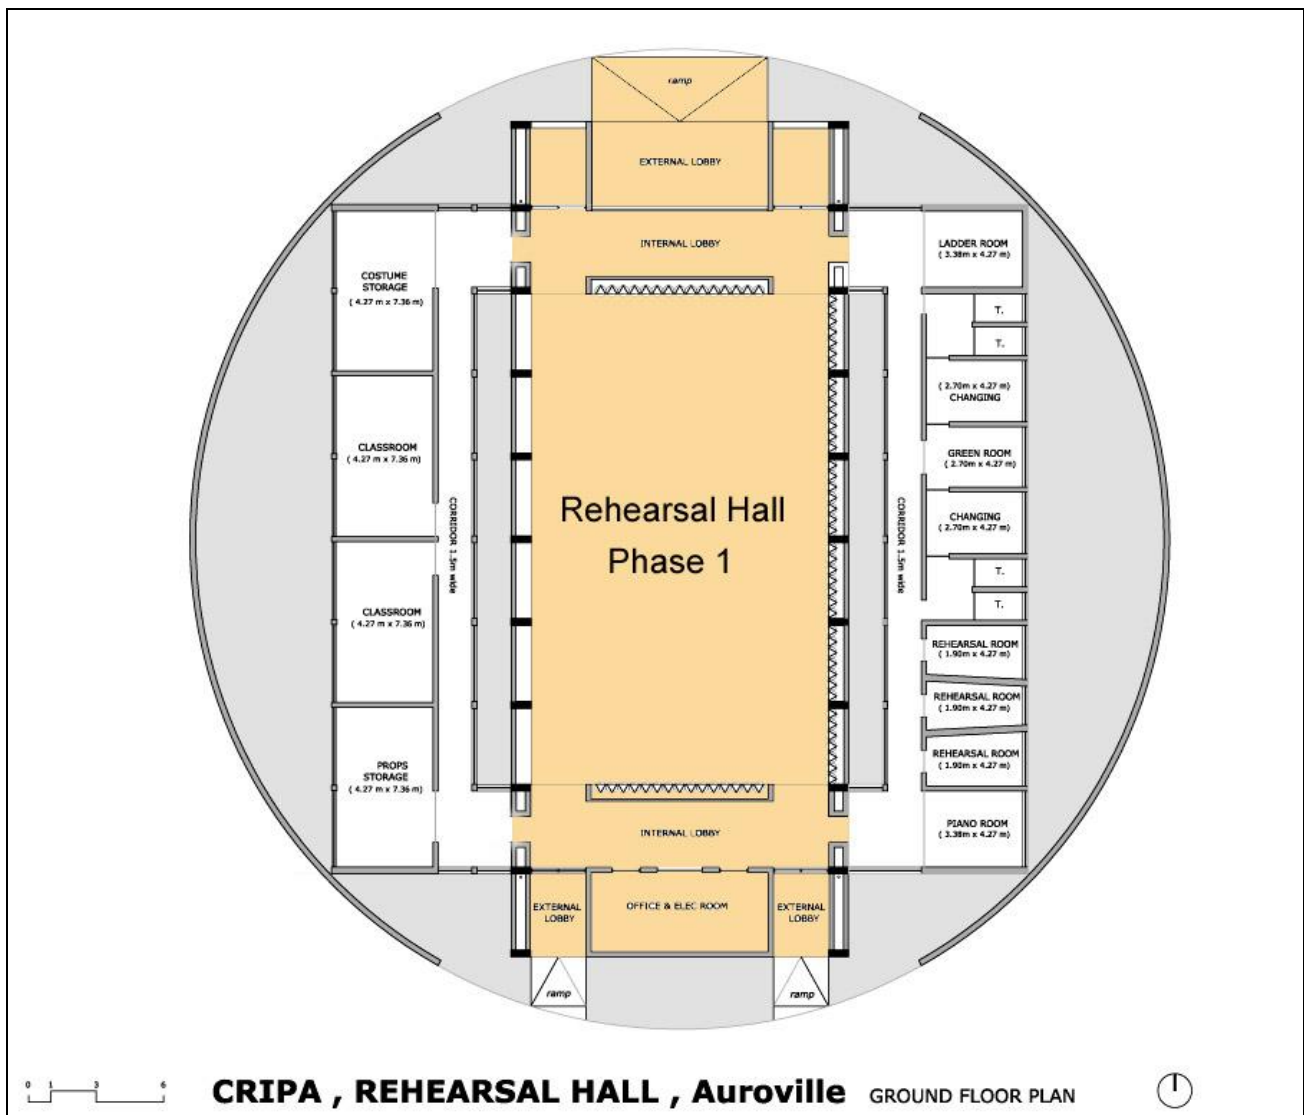 ramp
EXTERNAL LOBBY
INTERNAL LOBBY
COSTUME
STORAGE
( 4.27 m x 7.36 m)
LADDER ROOM
( 3.38m x 4.27 m)
T.
T.
( 2.70m x 4.27 m)
CHANGING
CLASSROOM
( 4.27 m x 7.36 m)
GREEN ROOM
( 2.70m x 4.27m)
CORRIDOR 1.5m wide
Rehearsal Hall
Phase 1
CORRIDOR 1.5m wide
CHANGING
( 2.70m x 4.27 m)
T.
T.
CLASSROOM
( 4.27 m x 7.36 m)
REHEARSAL ROOM
( 1.90m x 4.27 m)
REHEARSAL ROOM
( 1.90m x 4.27 m)
REHEARSAL ROOM
( 1.90m x 4.27 m)
PROPS
STORAGE
( 4.27 m x 7.36 m)
INTERNAL LOBBY
PIANO ROOM
( 3.38m x 4.27 m)
EXTERNAL
LOBBY
OFFICE & ELEC ROOM
EXTERNAL
LOBBY
ramp
ramp
0 1 3 6
CRIPA , REHEARSAL HALL , Auroville GROUND FLOOR PLAN